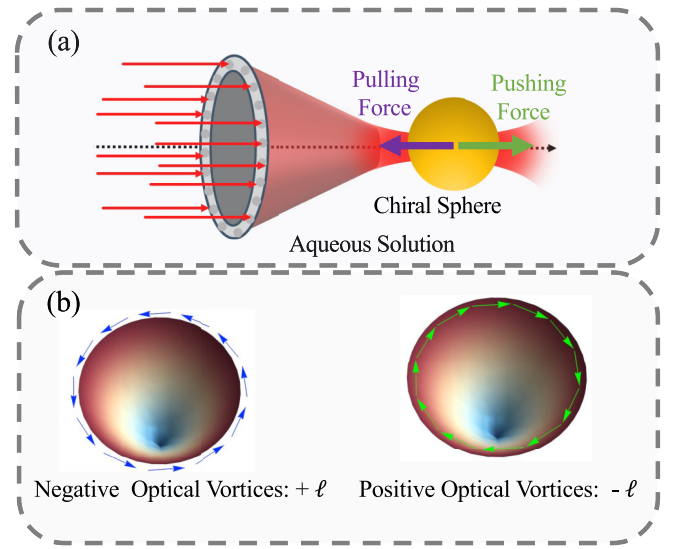 (a)
Pulling
Force
Pushing
Force
Chiral Sphere
Aqueous Solution
(b)
Negative Optical Vortices: + ℓ
Positive Optical Vortices: - ℓ